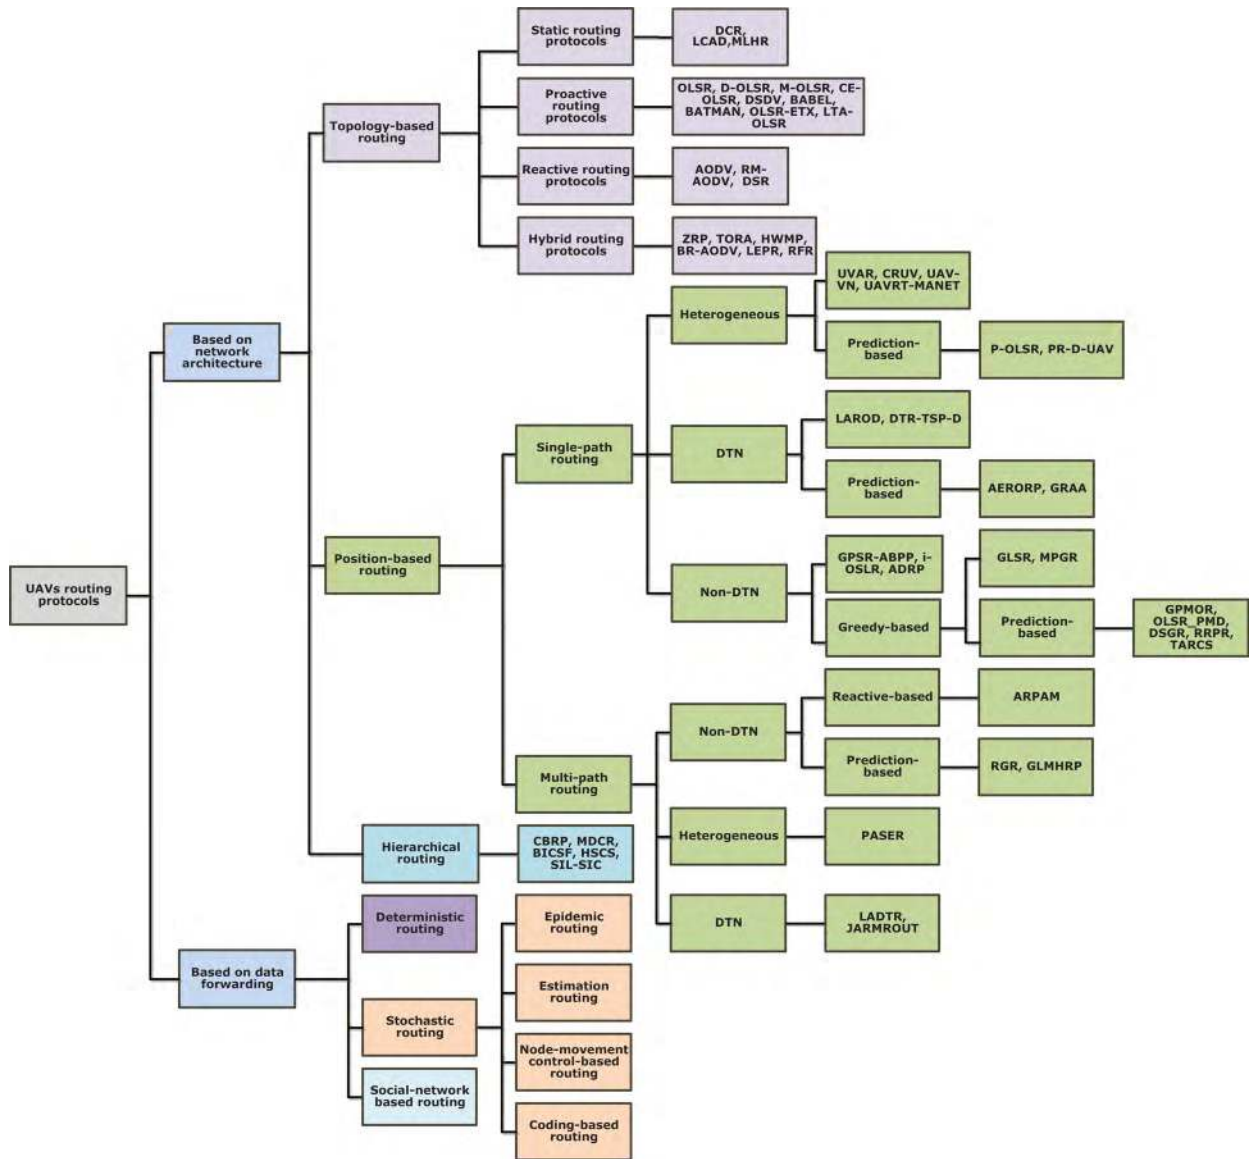 Static routing
protocols
DCR,
LCAD,MLHR
Proactive
routing
protocols
OLSR, D-OLSR, M-OLSR, CE-
OLSR, DSDV, BABEL,
BATMAN, OLSR-ETX, LTA-
OLSR
Topology-based
routing
Reactive routing
protocols
AODV, RM-
AODV, DSR
Hybrid routing
protocols
ZRP, TORA, HWMP,
BR-AODV, LEPR, RFR
UVAR, CRUV, UAV-
VN, UAVRT-MANET
Heterogeneous
Prediction-
based
P-OLSR, PR-D-UAV
Based on
network
architecture
LAROD, DTR-TSP-D
Single-path
routing
DTN
Prediction-
based
AERORP, GRAA
Position-based
routing
GPSR-ABPP, i-
OSLR, ADRP
GLSR, MPGR
Non-DTN
Greedy-based
Prediction-
based
GPMOR,
OLSR_PMD,
DSGR, RRPR,
TARCS
UAVs routing
protocols
Reactive-based
ARPAM
Non-DTN
Prediction-
based
RGR, GLMHRP
Multi-path
routing
Heterogeneous
PASER
Hierarchical
routing
CBRP, MDCR,
BICSF, HSCS,
SIL-SIC
DTN
LADTR,
JARMROUT
Deterministic
routing
Epidemic
routing
Based on data
forwarding
Estimation
routing
Stochastic
routing
Node-movement
control-based
routing
Social-network
based routing
Coding-based
routing